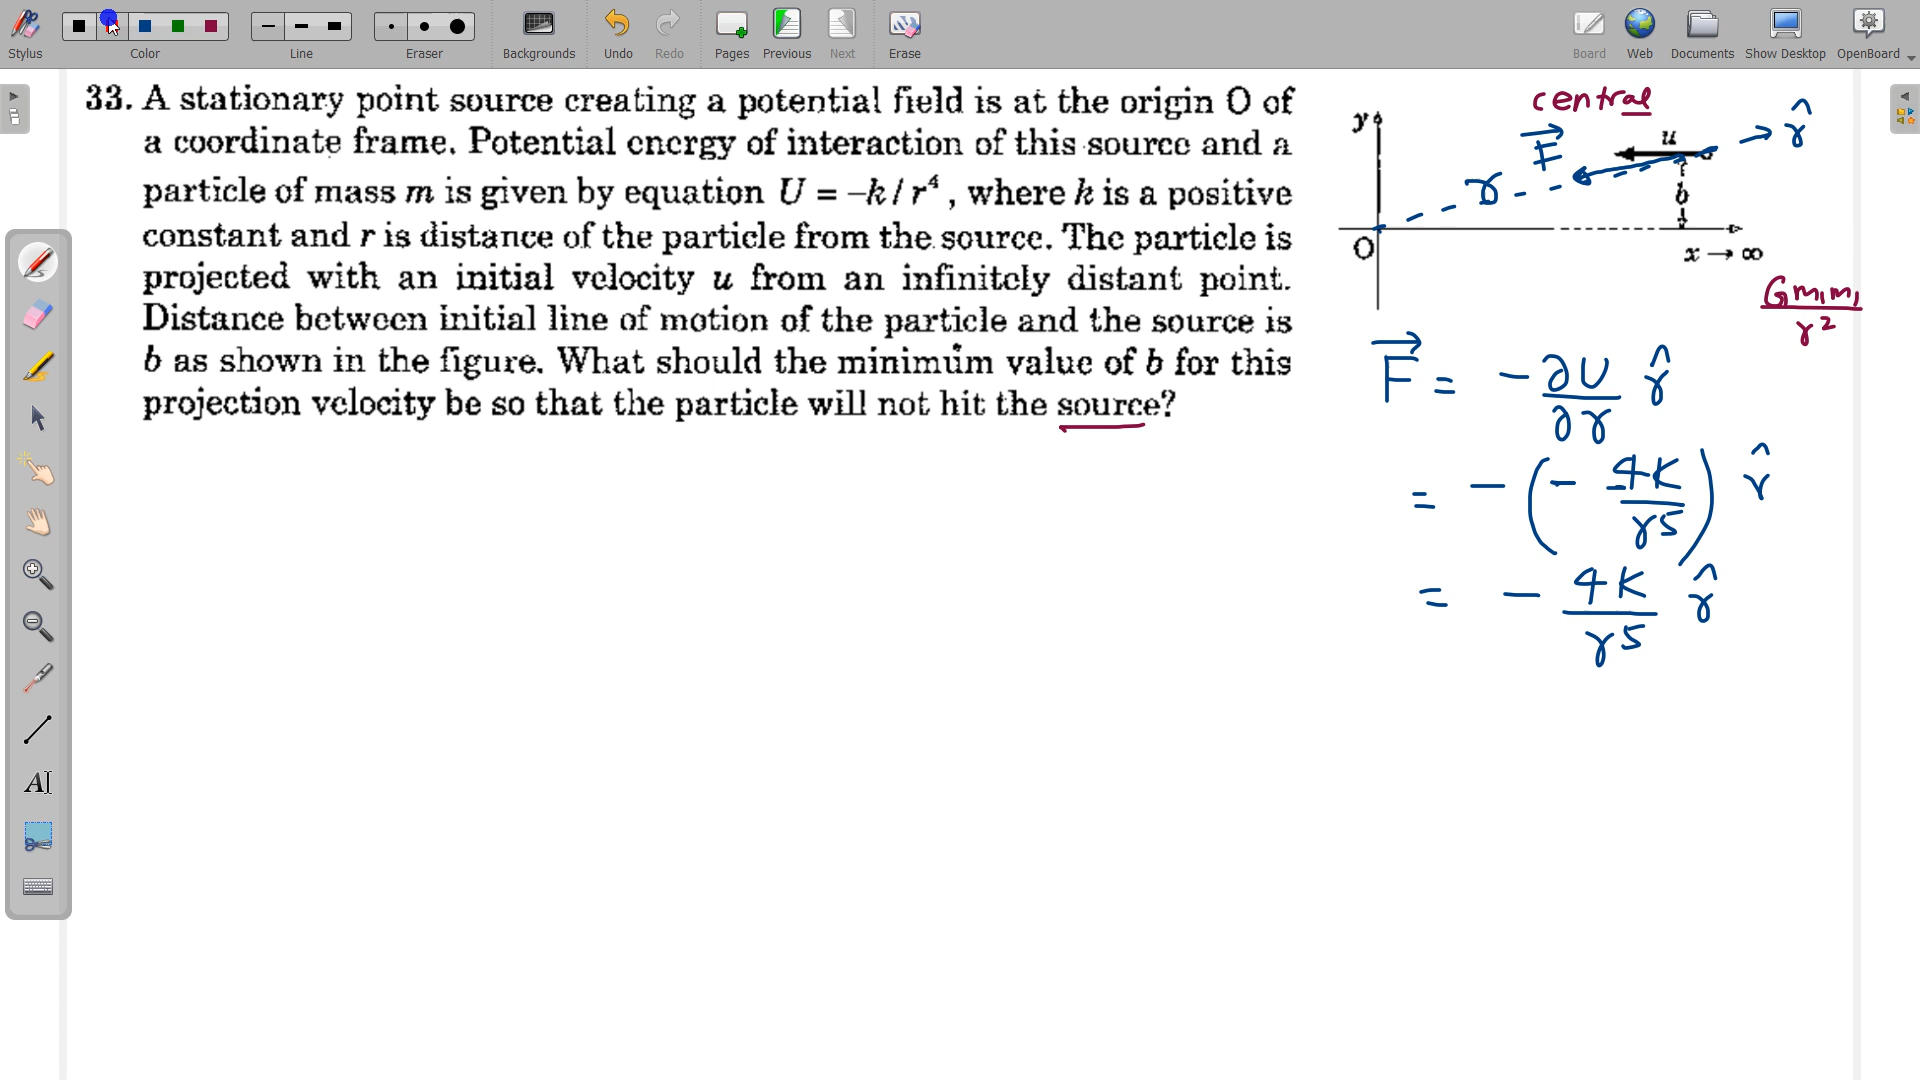 Stylus Color Line Eraser Backgrounds Undo Redo Pages Previous Next Erase Board Web Documents Show Desktop OpenBoard
33. A stationary point source creating a potential field is at the origin O of
a coordinate frame. Potential energy of interaction of this source and a
particle of mass m is given by equation U = –k / r⁴ , where k is a positive
constant and r is distance of the particle from the source. The particle is
projected with an initial velocity u from an infinitely distant point.
Distance between initial line of motion of the particle and the source is
b as shown in the figure. What should the minimum value of b for this
projection velocity be so that the particle will not hit the source?
central
y
u
r̂
F⃗
r
b
O
x → ∞
Gm₁m₁ / r²
F⃗ = - ∂U/∂r r̂
= - (- -4K/r5) r̂
= - 4K/r5 r̂
AI